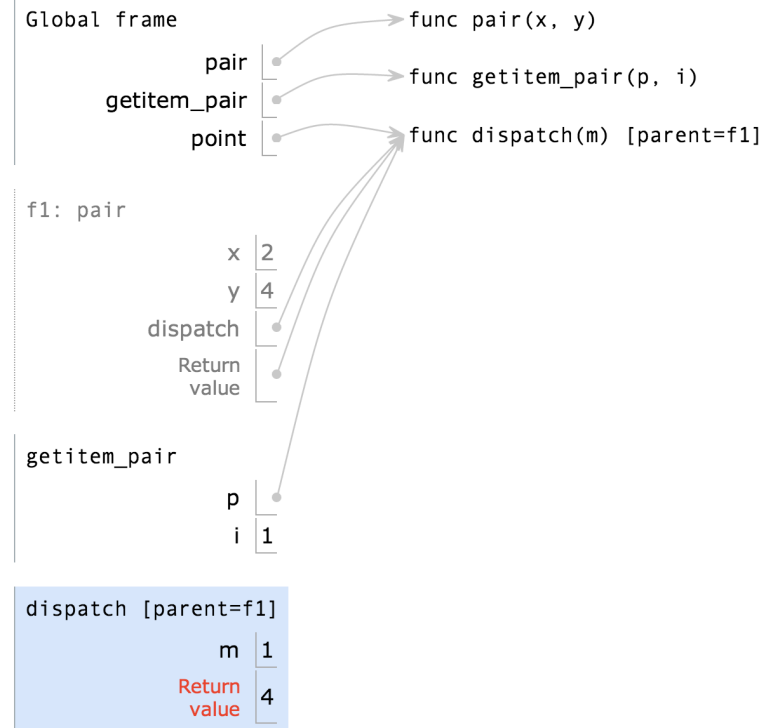 Global frame
func pair(x, y)
pair
func getitem_pair(p, i)
getitem_pair
point
func dispatch(m) [parent=f1]
f1: pair
x 2
y 4
dispatch
Return
value
getitem_pair
p
i 1
dispatch [parent=f1]
m 1
Return
value 4